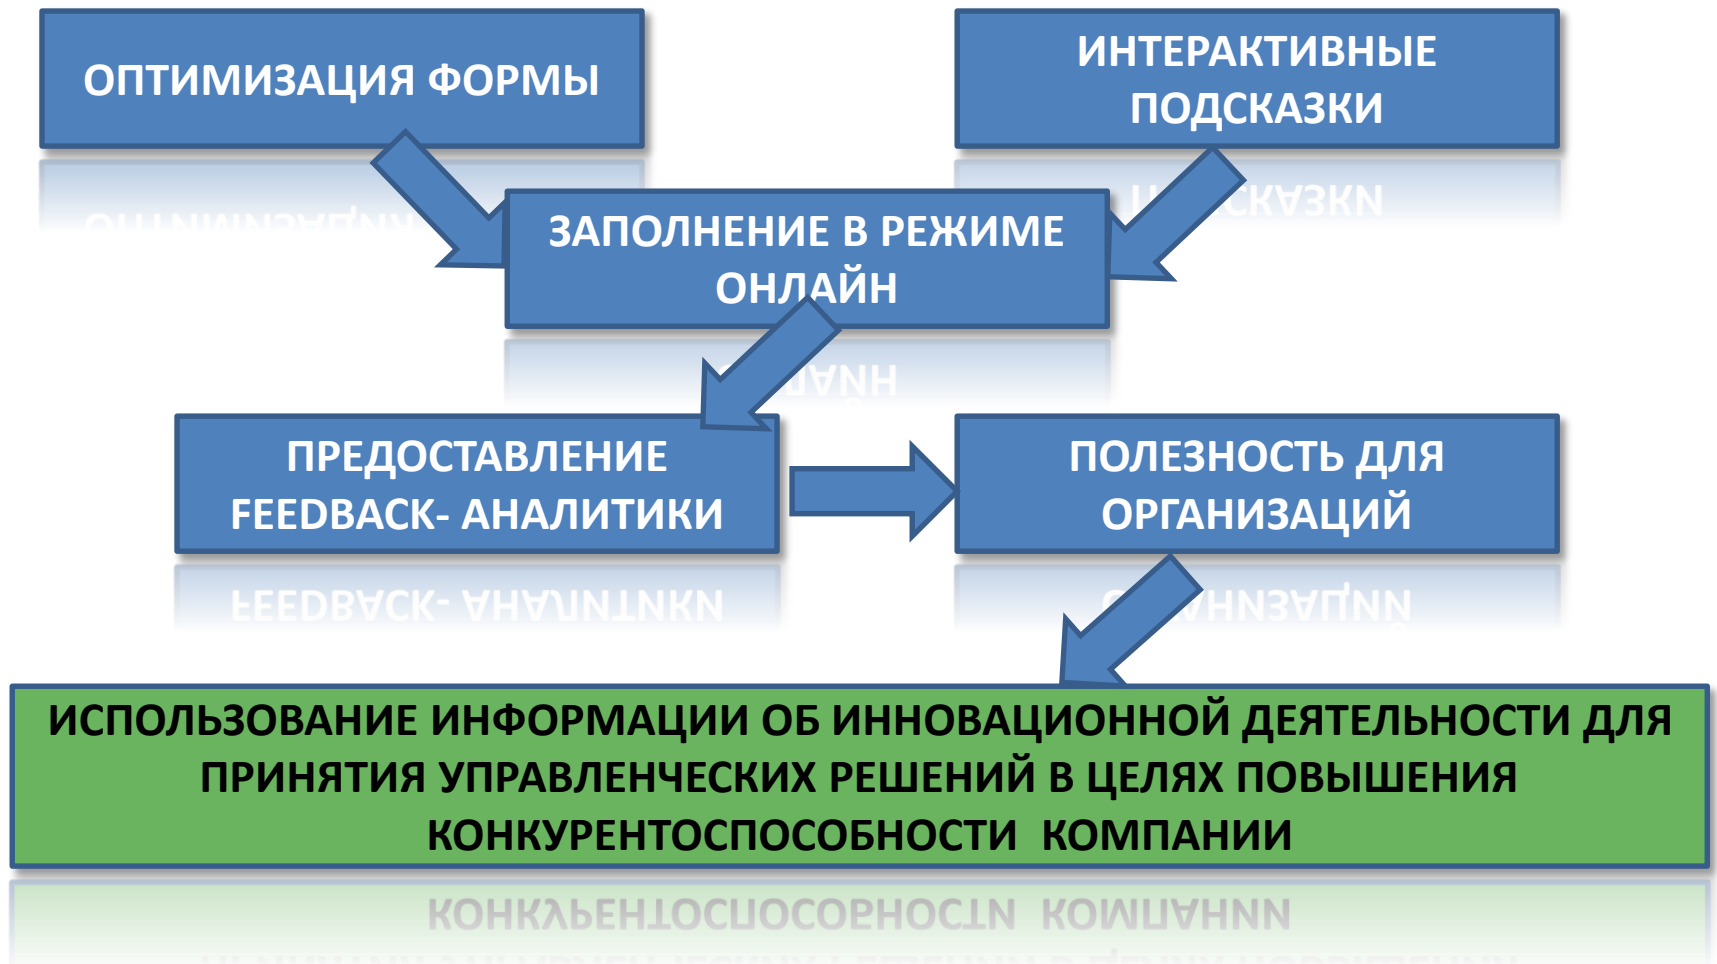 ОПТИМИЗАЦИЯ ФОРМЫ
ИНТЕРАКТИВНЫЕ
ПОДСКАЗКИ
ЗАПОЛНЕНИЕ В РЕЖИМЕ
ОНЛАЙН
ПРЕДОСТАВЛЕНИЕ
FEEDBACK- АНАЛИТИКИ
ПОЛЕЗНОСТЬ ДЛЯ
ОРГАНИЗАЦИЙ
ИСПОЛЬЗОВАНИЕ ИНФОРМАЦИИ ОБ ИННОВАЦИОННОЙ ДЕЯТЕЛЬНОСТИ ДЛЯ
ПРИНЯТИЯ УПРАВЛЕНЧЕСКИХ РЕШЕНИЙ В ЦЕЛЯХ ПОВЫШЕНИЯ
КОНКУРЕНТОСПОСОБНОСТИ  КОМПАНИИ